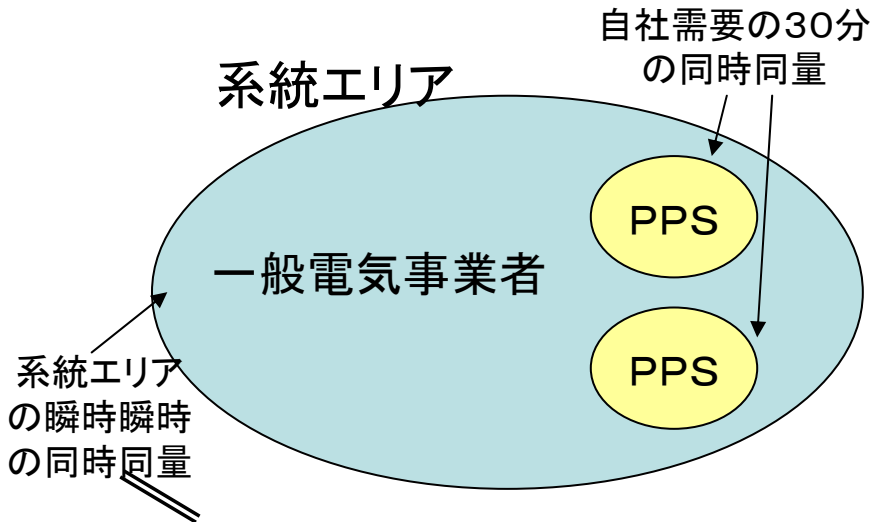 自社需要の30分
の同時同量
系統エリア
PPS
一般電気事業者
PPS
系統エリア
の瞬時瞬時
の同時同量